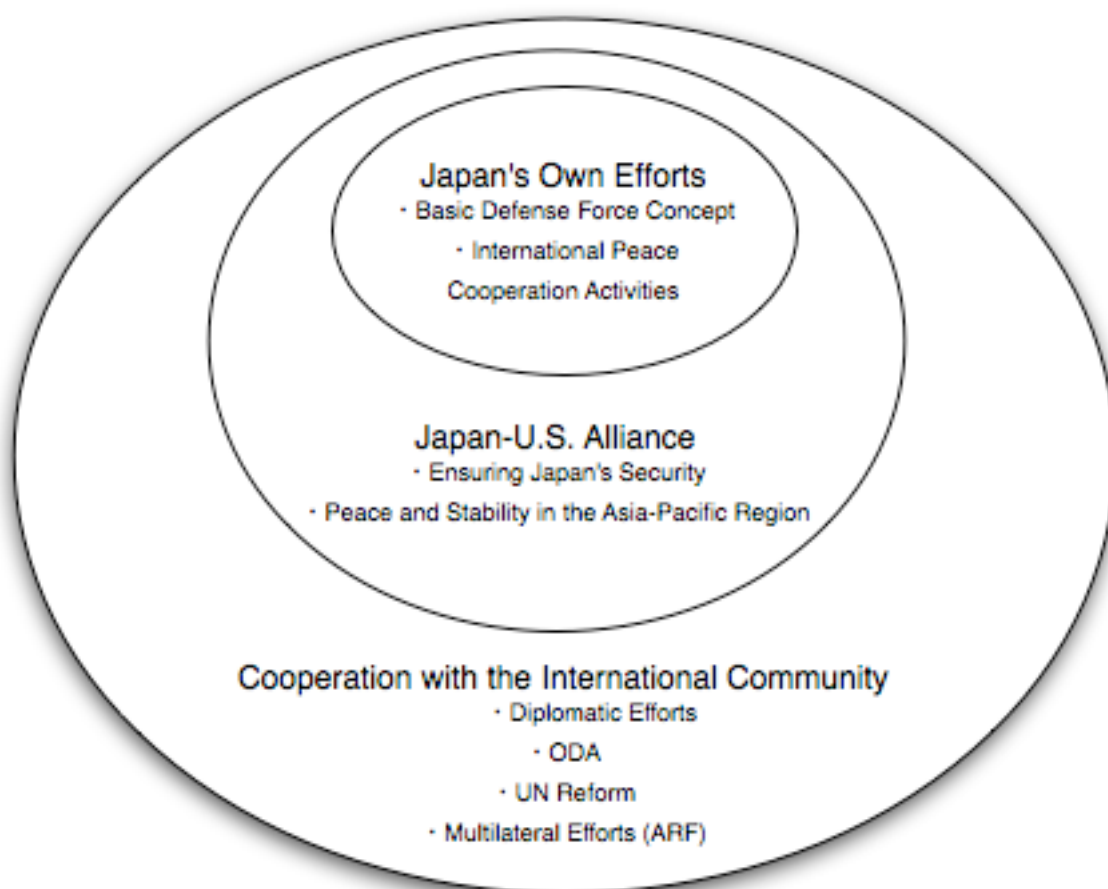 Japan's Own Efforts
・Basic Defense Force Concept
・International Peace
Cooperation Activities
Japan-U.S. Alliance
・Ensuring Japan's Security
・Peace and Stability in the Asia-Pacific Region
Cooperation with the International Community
・Diplomatic Efforts
・ODA
・UN Reform
・Multilateral Efforts (ARF)